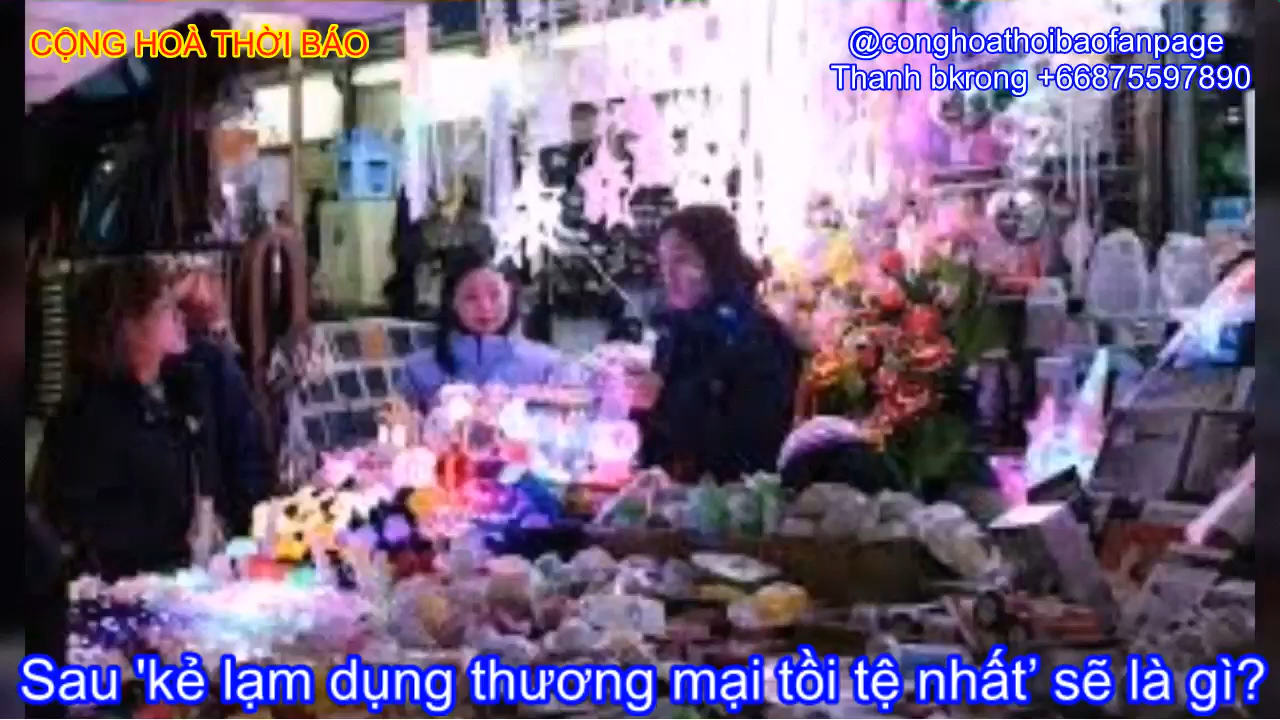 CỘNG HOÀ THỜI BÁO
@conghoathoibaofanpage
Thanh bkrong +66875597890
Sau 'kẻ lạm dụng thương mại tồi tệ nhất’ sẽ là gì?